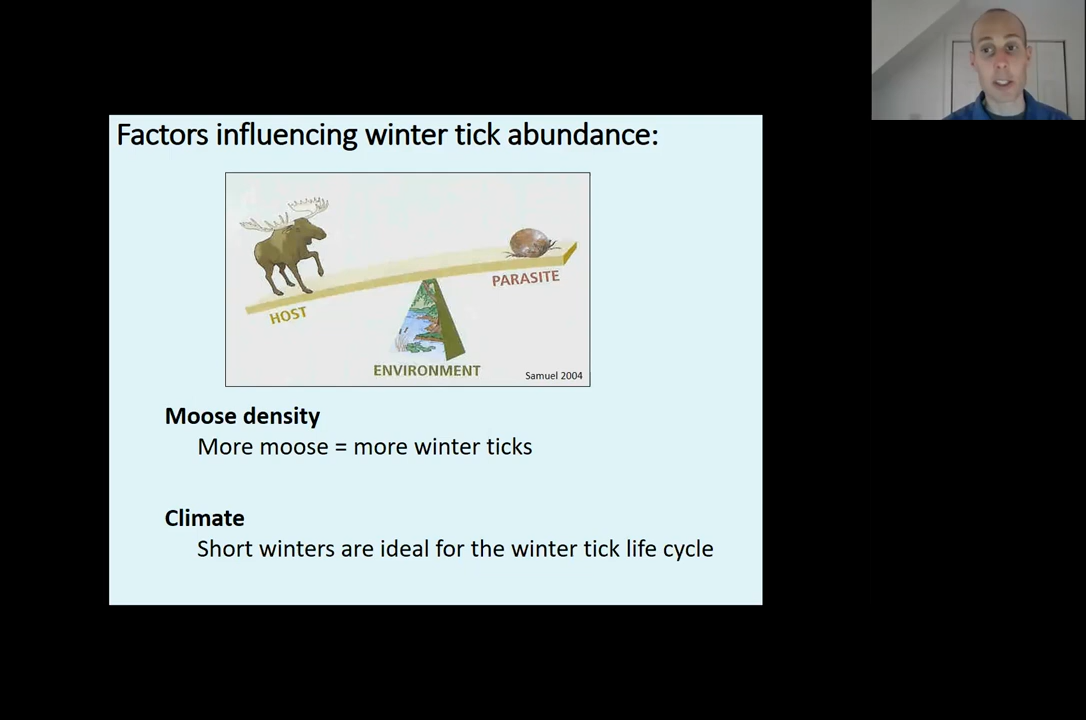 Factors influencing winter tick abundance:
HOST
PARASITE
ENVIRONMENT
Samuel 2004
Moose density
More moose = more winter ticks
Climate
Short winters are ideal for the winter tick life cycle